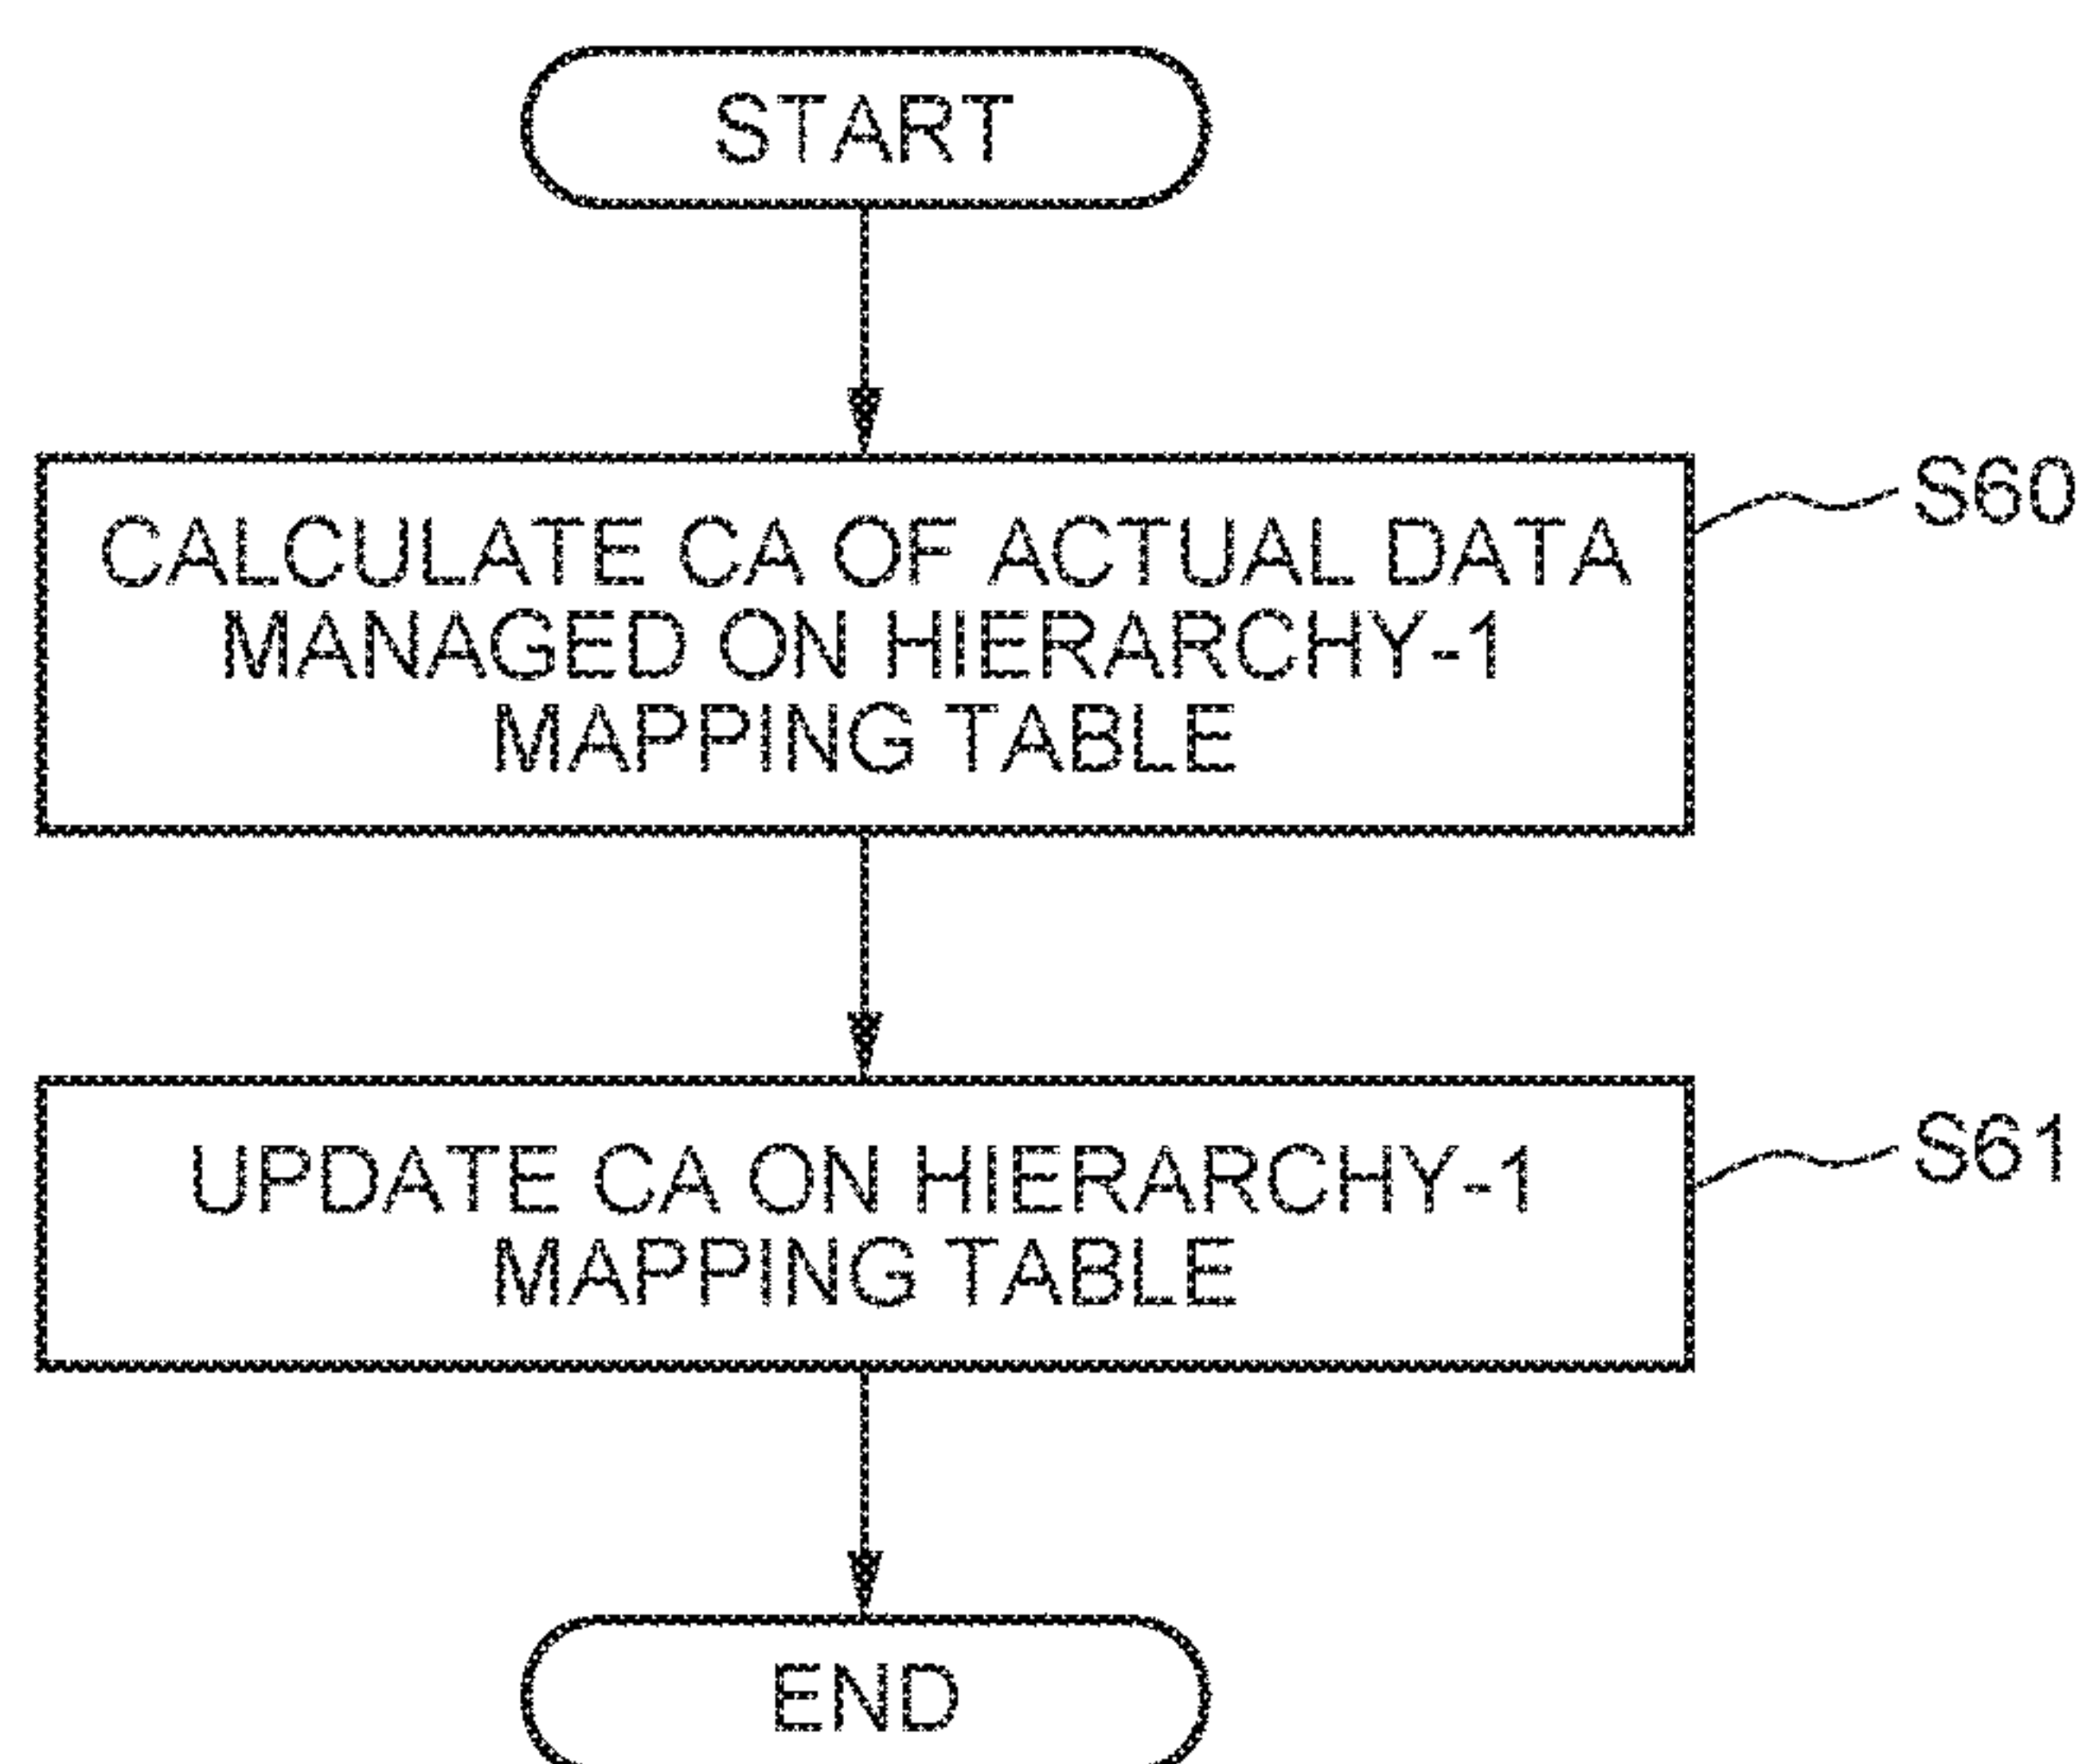 START
CALCULATE CA OF ACTUAL DATA
MANAGED ON HIERARCHY-1
MAPPING TABLE
S60
UPDATE CA ON HIERARCHY-1
MAPPING TABLE
S61
END